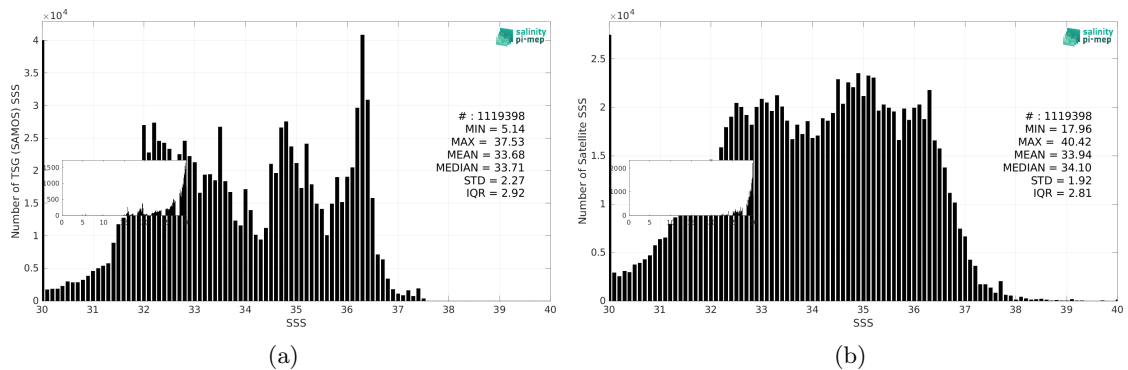 ×10⁴
4.5
4
3.5
3
2.5
2
1.5
1
0.5
0
30
31
32
33
34
35
36
37
38
39
40
Number of TSG (SAMOS) SSS
SSS
salinity
pi-mep
# : 1119398
MIN = 5.14
MAX = 37.53
MEAN = 33.68
MEDIAN = 33.71
STD = 2.27
IQR = 2.92
1500
1000
500
0
0
5
10
(a)
×10⁴
2.5
2
1.5
1
0.5
0
30
31
32
33
34
35
36
37
38
39
40
Number of Satellite SSS
SSS
salinity
pi-mep
# : 1119398
MIN = 17.96
MAX = 40.42
MEAN = 33.94
MEDIAN = 34.10
STD = 1.92
IQR = 2.81
2000
1000
0
0
5
10
(b)